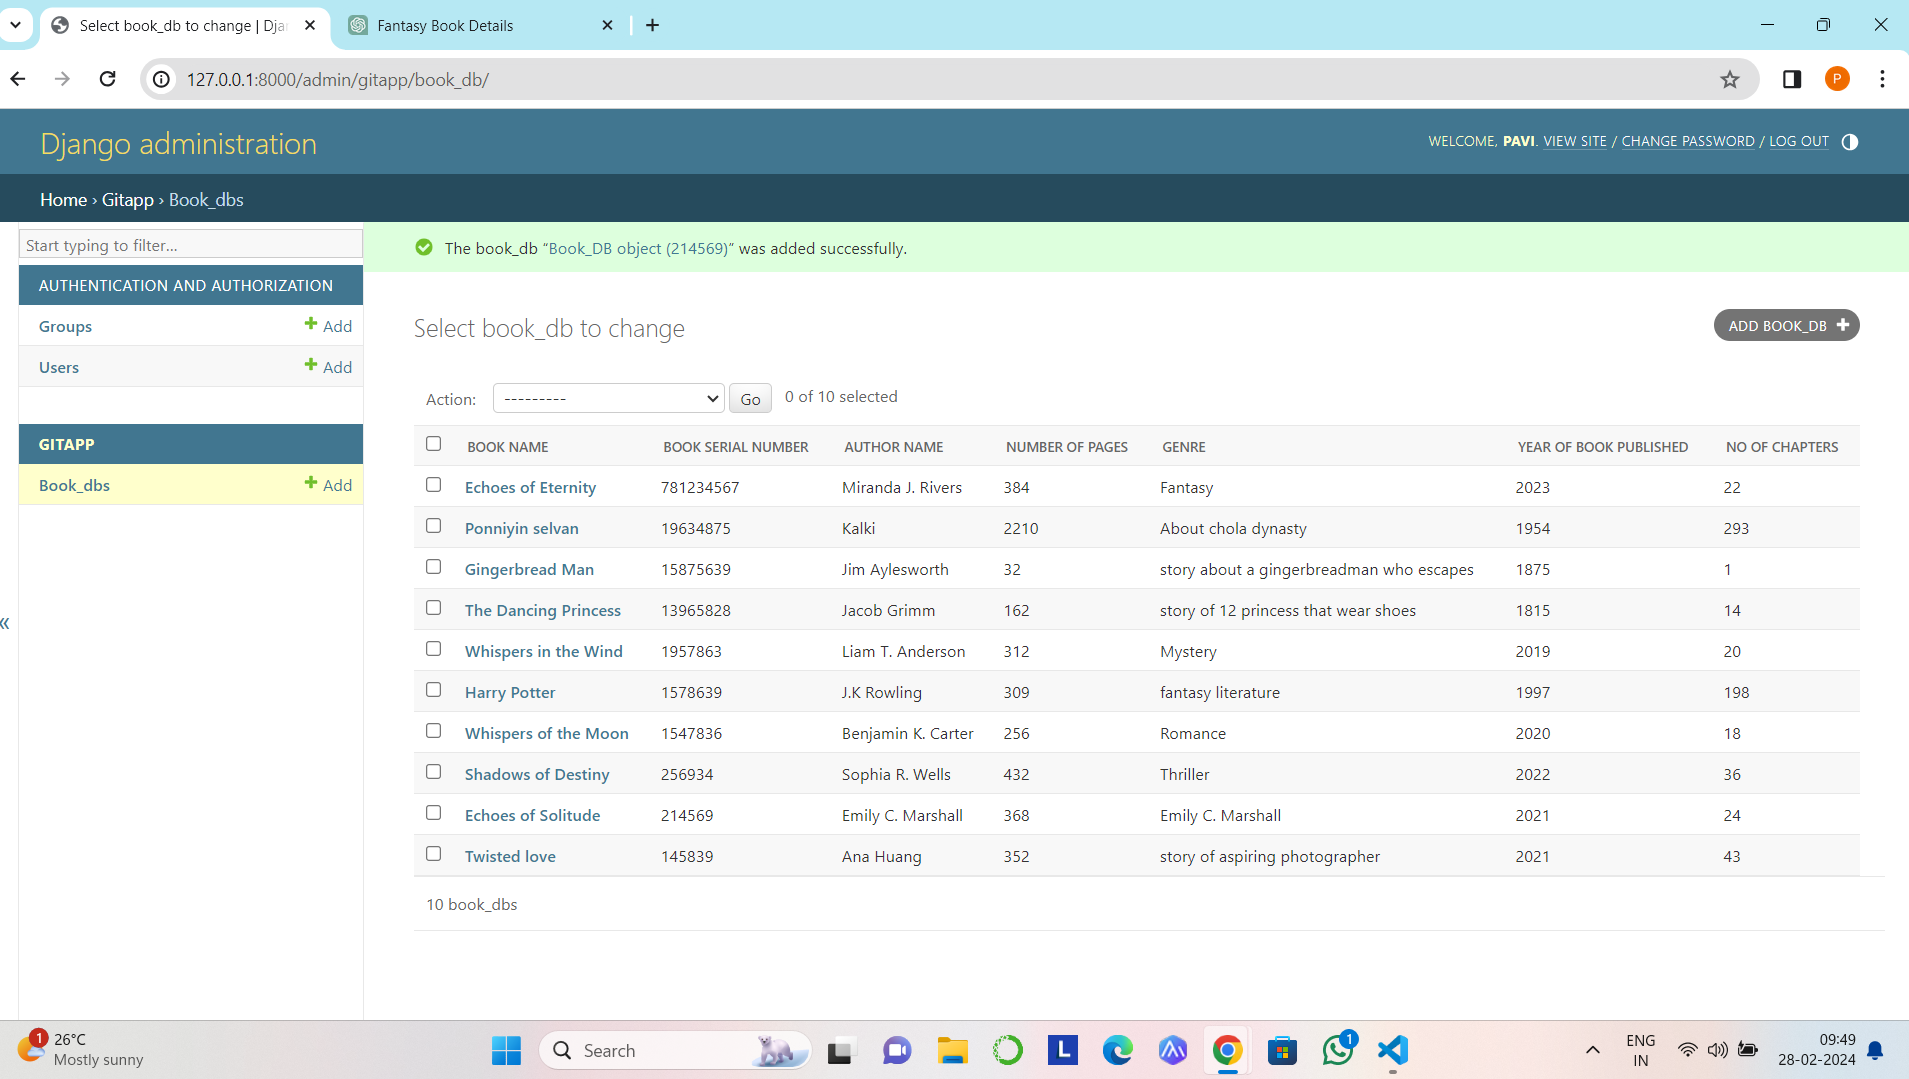 Select book_db to change | Dja
Fantasy Book Details
127.0.0.1:8000/admin/gitapp/book_db/
P
Django administration
WELCOME, PAVI. VIEW SITE / CHANGE PASSWORD / LOG OUT
Home › Gitapp › Book_dbs
Start typing to filter...
The book_db “Book_DB object (214569)” was added successfully.
AUTHENTICATION AND AUTHORIZATION
Groups + Add
Users + Add
GITAPP
Book_dbs + Add
«
Select book_db to change
ADD BOOK_DB +
Action: --------- Go 0 of 10 selected
BOOK NAME BOOK SERIAL NUMBER AUTHOR NAME NUMBER OF PAGES GENRE YEAR OF BOOK PUBLISHED NO OF CHAPTERS
Echoes of Eternity 781234567 Miranda J. Rivers 384 Fantasy 2023 22
Ponniyin selvan 19634875 Kalki 2210 About chola dynasty 1954 293
Gingerbread Man 15875639 Jim Aylesworth 32 story about a gingerbreadman who escapes 1875 1
The Dancing Princess 13965828 Jacob Grimm 162 story of 12 princess that wear shoes 1815 14
Whispers in the Wind 1957863 Liam T. Anderson 312 Mystery 2019 20
Harry Potter 1578639 J.K Rowling 309 fantasy literature 1997 198
Whispers of the Moon 1547836 Benjamin K. Carter 256 Romance 2020 18
Shadows of Destiny 256934 Sophia R. Wells 432 Thriller 2022 36
Echoes of Solitude 214569 Emily C. Marshall 368 Emily C. Marshall 2021 24
Twisted love 145839 Ana Huang 352 story of aspiring photographer 2021 43
10 book_dbs
1
26°C
Mostly sunny
Search
L
1
ENG
IN
09:49
28-02-2024